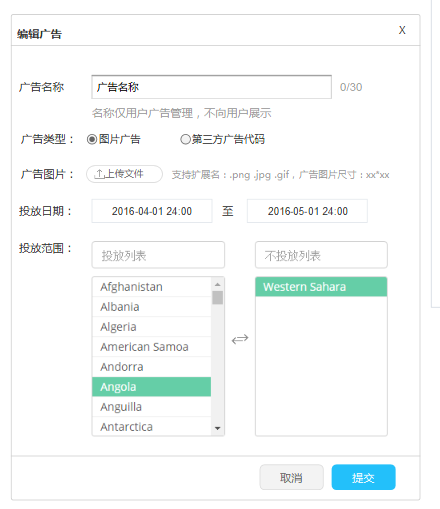 编辑广告 X
广告名称 广告名称 0/30
名称仅用户广告管理，不向用户展示
广告类型： 图片广告 第三方广告代码
广告图片： 上传文件 支持扩展名：.png .jpg .gif，广告图片尺寸：xx*xx
投放日期： 2016-04-01 24:00 至 2016-05-01 24:00
投放范围： 投放列表 不投放列表
Afghanistan Western Sahara
Albania
Algeria
American Samoa
Andorra
Angola
Anguilla
Antarctica
取消 提交